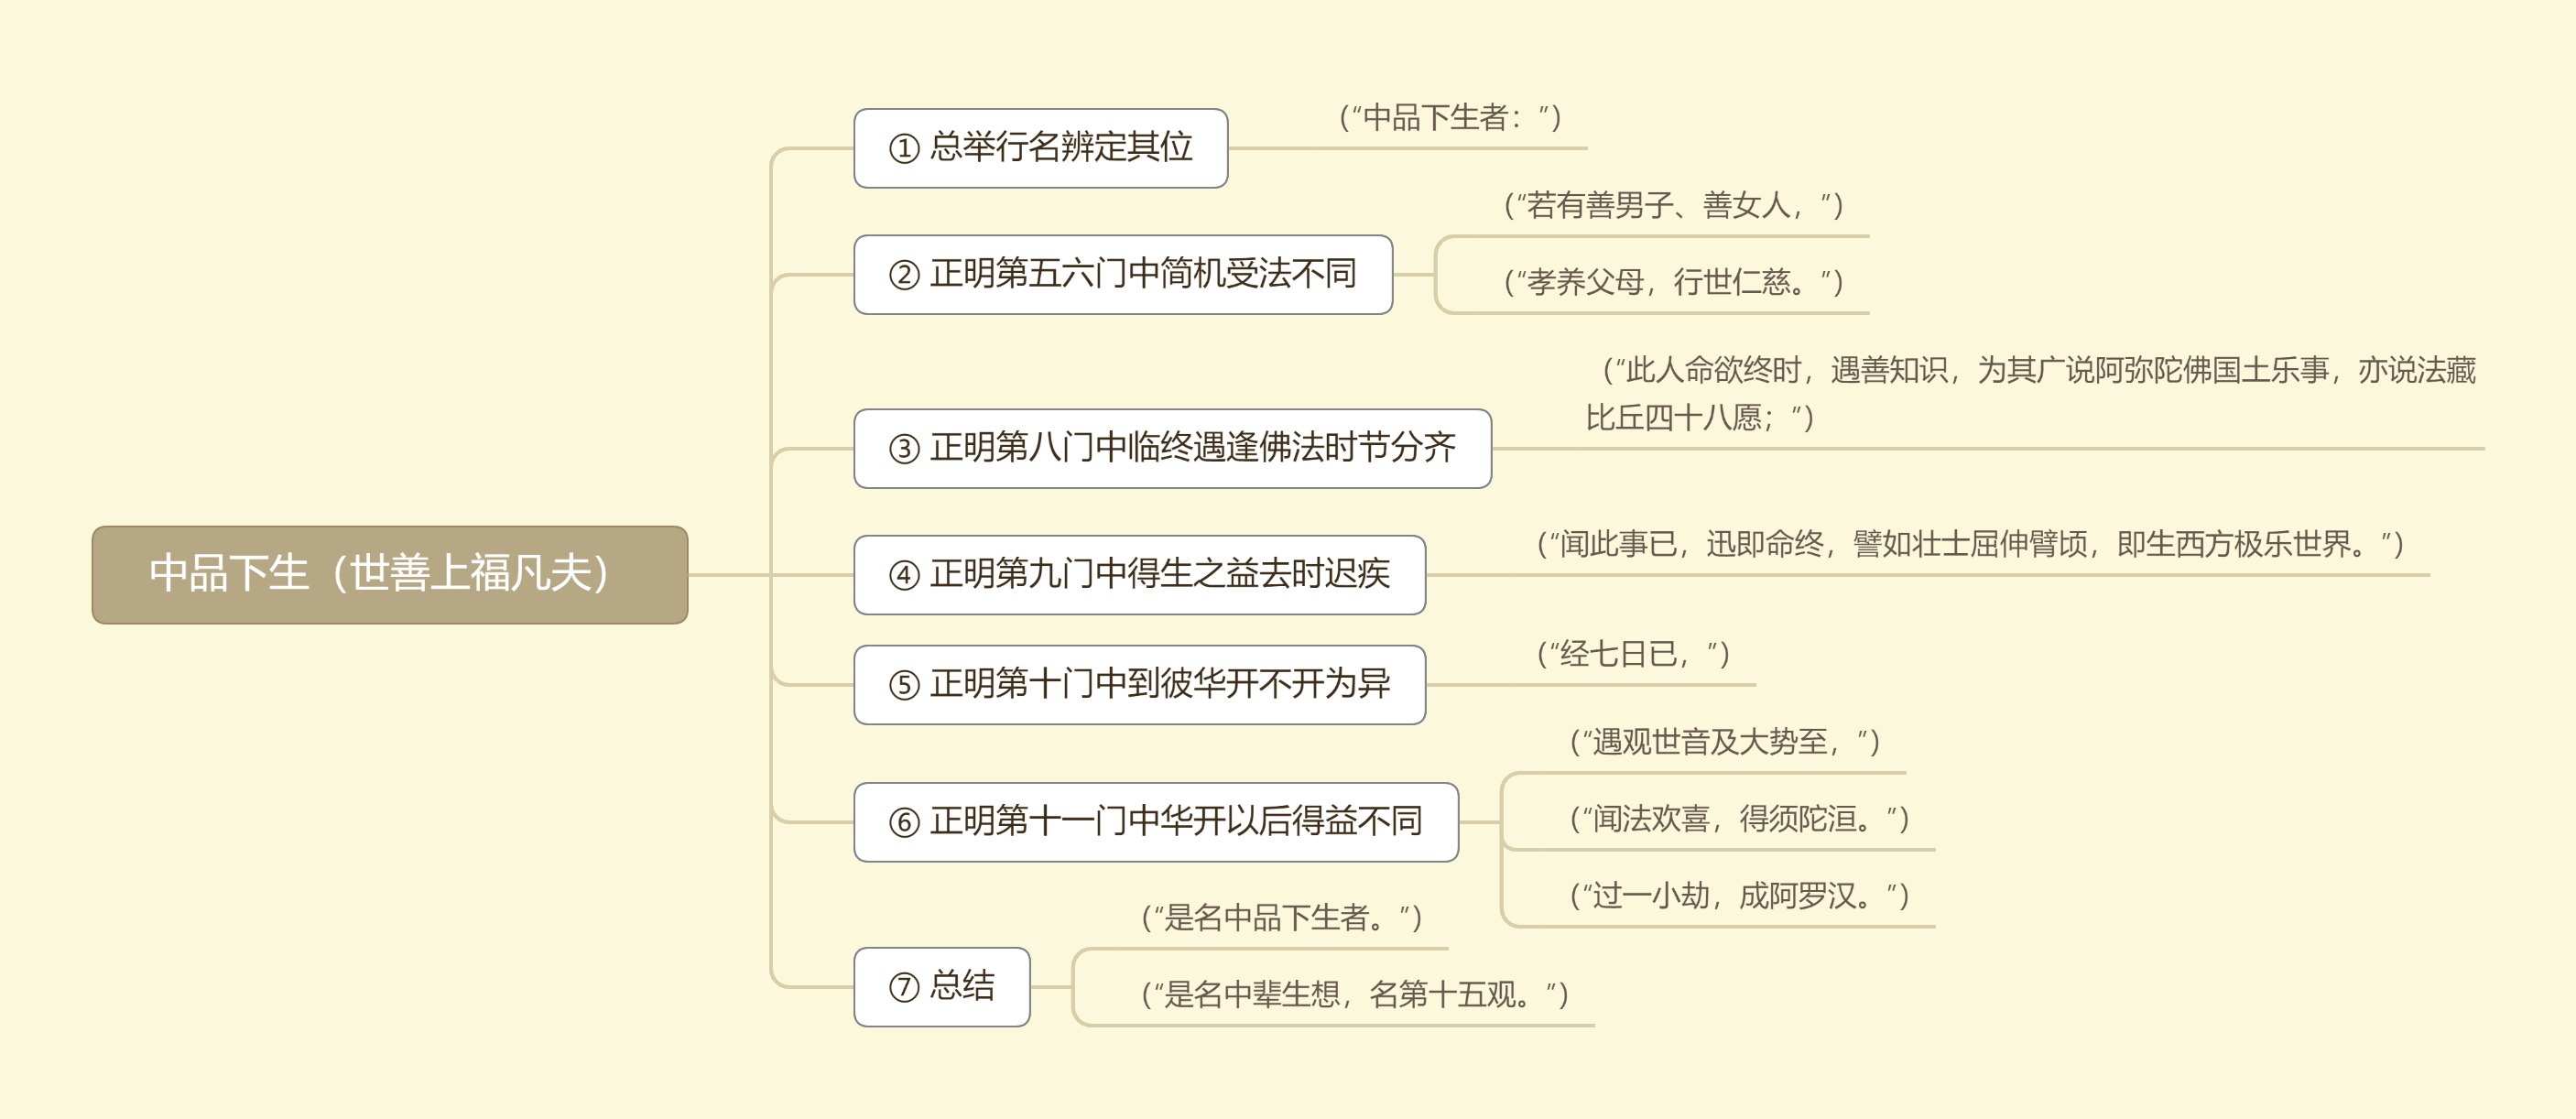 中品下生（世善上福凡夫）
① 总举行名辨定其位
（“中品下生者：”）
② 正明第五六门中简机受法不同
（“若有善男子、善女人，”）
（“孝养父母，行世仁慈。”）
③ 正明第八门中临终遇逢佛法时节分齐
（“此人命欲终时，遇善知识，为其广说阿弥陀佛国土乐事，亦说法藏
比丘四十八愿；”）
④ 正明第九门中得生之益去时迟疾
（“闻此事已，迅即命终，譬如壮士屈伸臂顷，即生西方极乐世界。”）
⑤ 正明第十门中到彼华开不开为异
（“经七日已，”）
⑥ 正明第十一门中华开以后得益不同
（“遇观世音及大势至，”）
（“闻法欢喜，得须陀洹。”）
（“过一小劫，成阿罗汉。”）
⑦ 总结
（“是名中品下生者。”）
（“是名中辈生想，名第十五观。”）